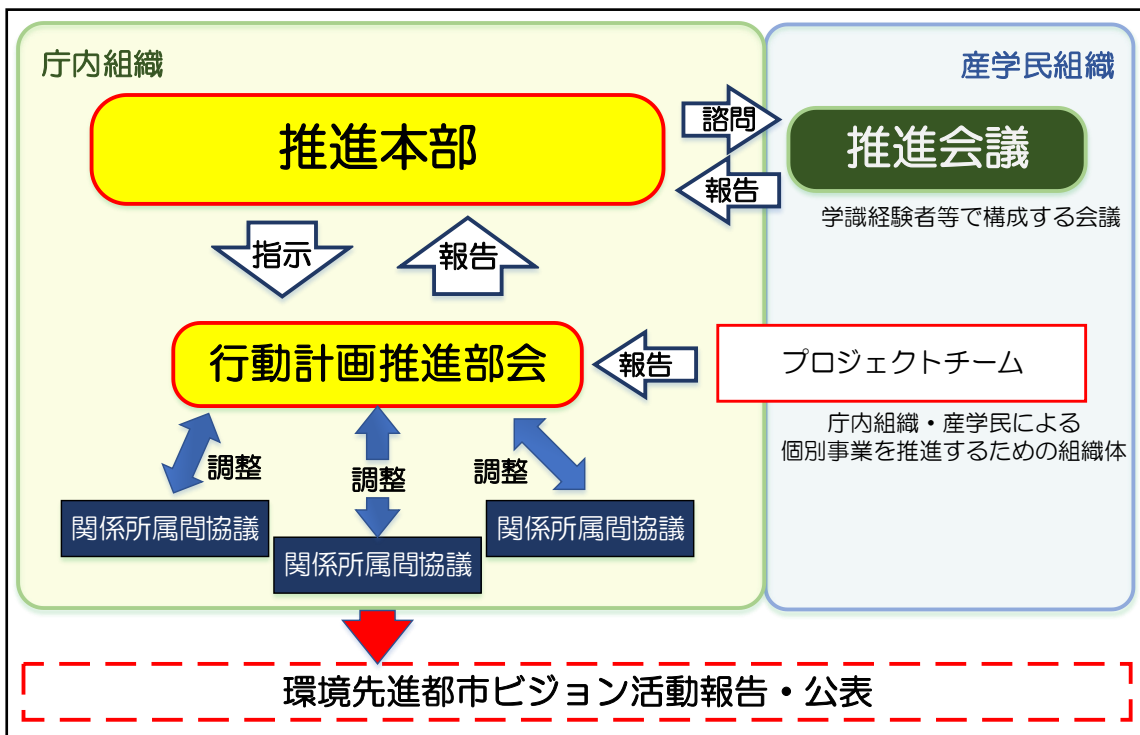 庁内組織
産学民組織
推進本部
諮問
推進会議
報告
学識経験者等で構成する会議
指示
報告
行動計画推進部会
報告
プロジェクトチーム
庁内組織・産学民による
個別事業を推進するための組織体
調整
調整
調整
関係所属間協議
関係所属間協議
関係所属間協議
環境先進都市ビジョン活動報告・公表